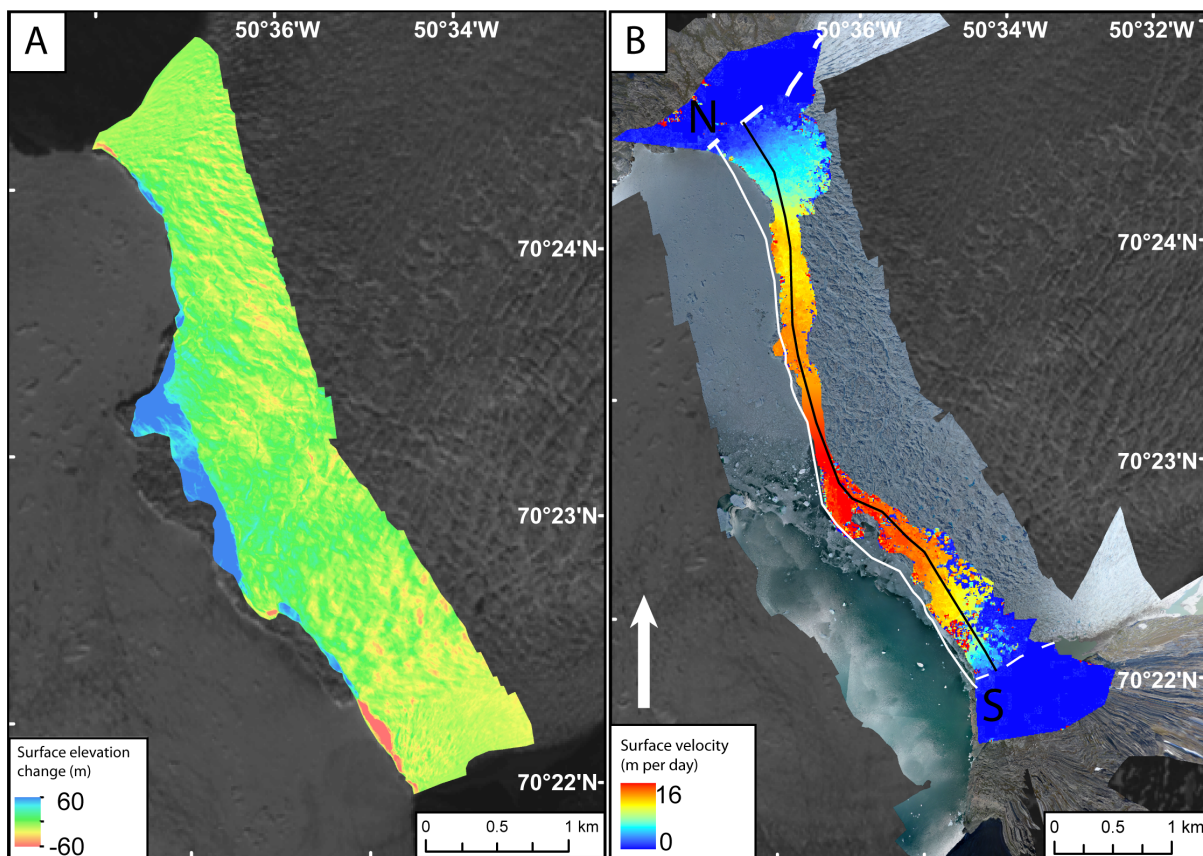 A
50°36'W
50°34'W
70°24'N
70°23'N
70°22'N
Surface elevation
change (m)
60
-60
0
0.5
1 km
B
50°36'W
50°34'W
50°32'W
N
70°24'N
70°23'N
70°22'N
S
Surface velocity
(m per day)
16
0
0
0.5
1 km